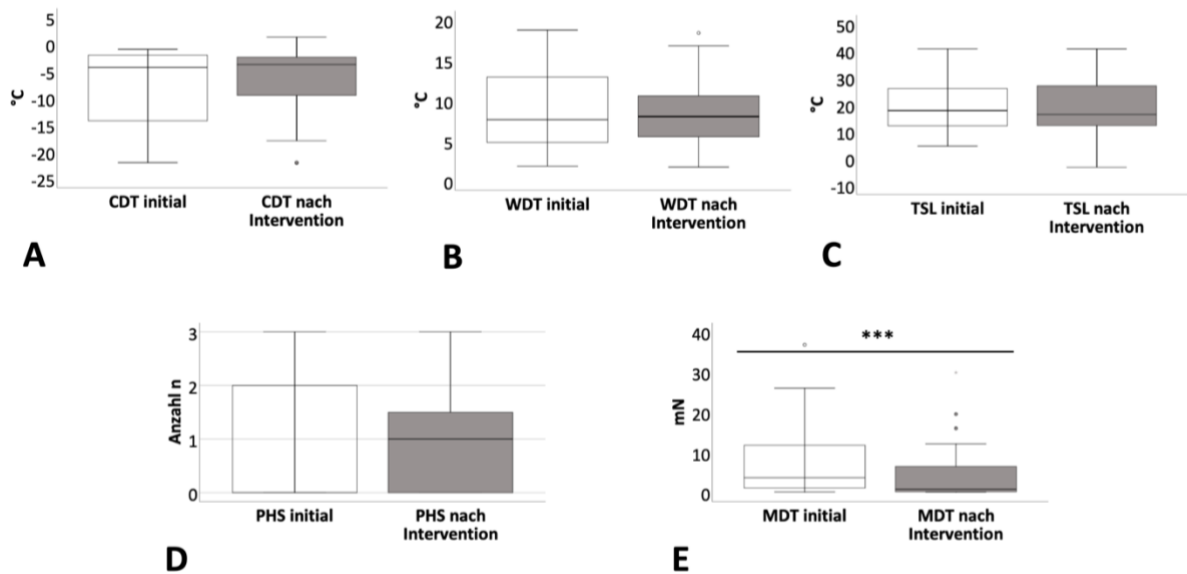 5
0
-5
-10
-15
-20
-25
°C
CDT initial
CDT nach
Intervention
A
20
15
10
5
0
°C
WDT initial
WDT nach
Intervention
B
50
40
30
20
10
0
-10
°C
TSL initial
TSL nach
Intervention
C
3
2
1
0
Anzahl n
PHS initial
PHS nach
Intervention
D
40
30
20
10
0
mN
***
MDT initial
MDT nach
Intervention
E